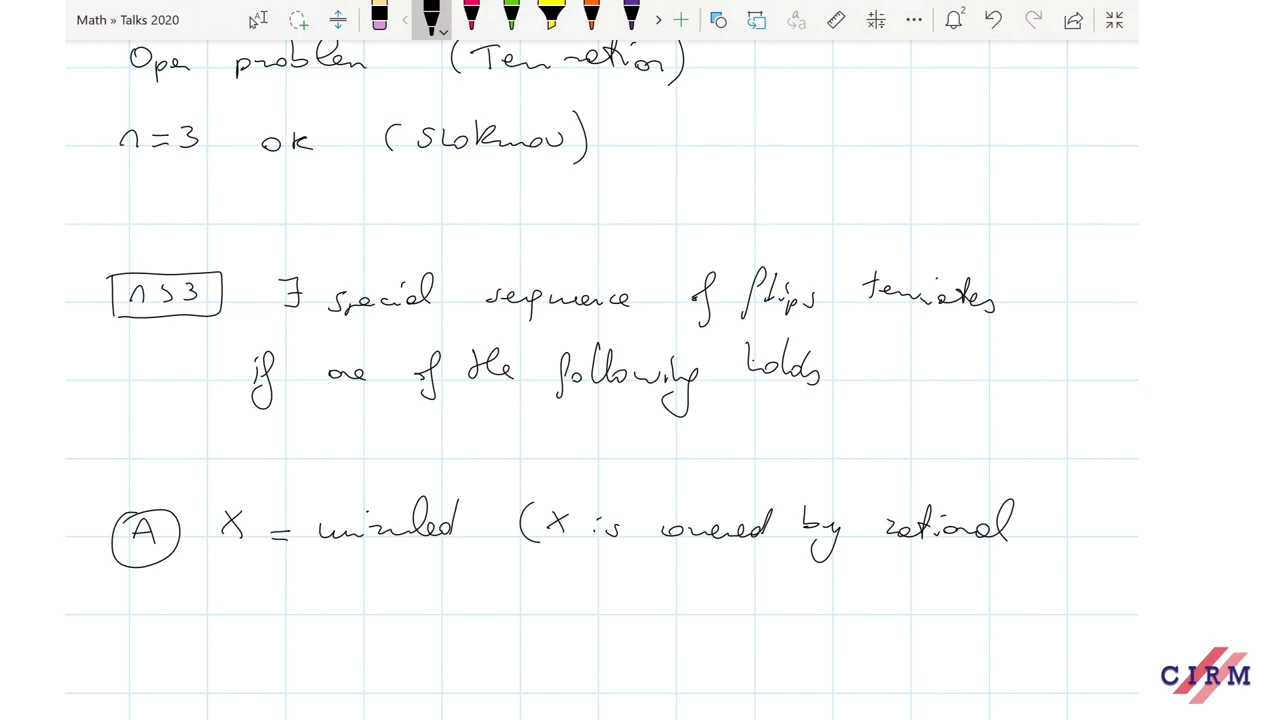 Math » Talks 2020
Open problem (Termination)
n = 3 ok (Shokurov)
n > 3 ∃ special sequence of flips terminates
if one of the following holds
A X = uniruled (X is covered by rational
CIRM